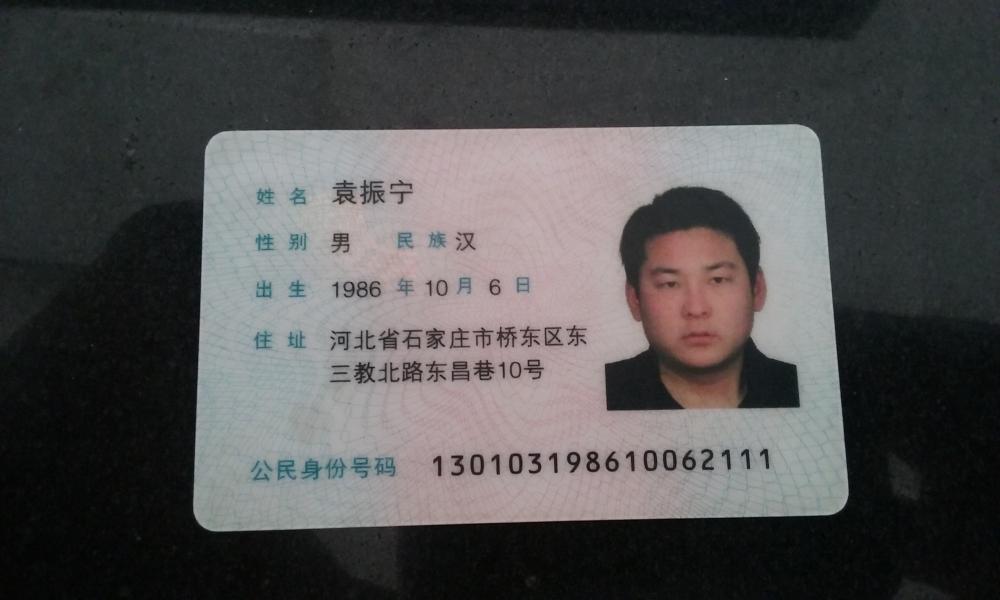 姓名 袁振宁
性别 男 民族 汉
出生 1986 年 10 月 6 日
住址 河北省石家庄市桥东区东
三教北路东昌巷10号
公民身份号码 130103198610062111